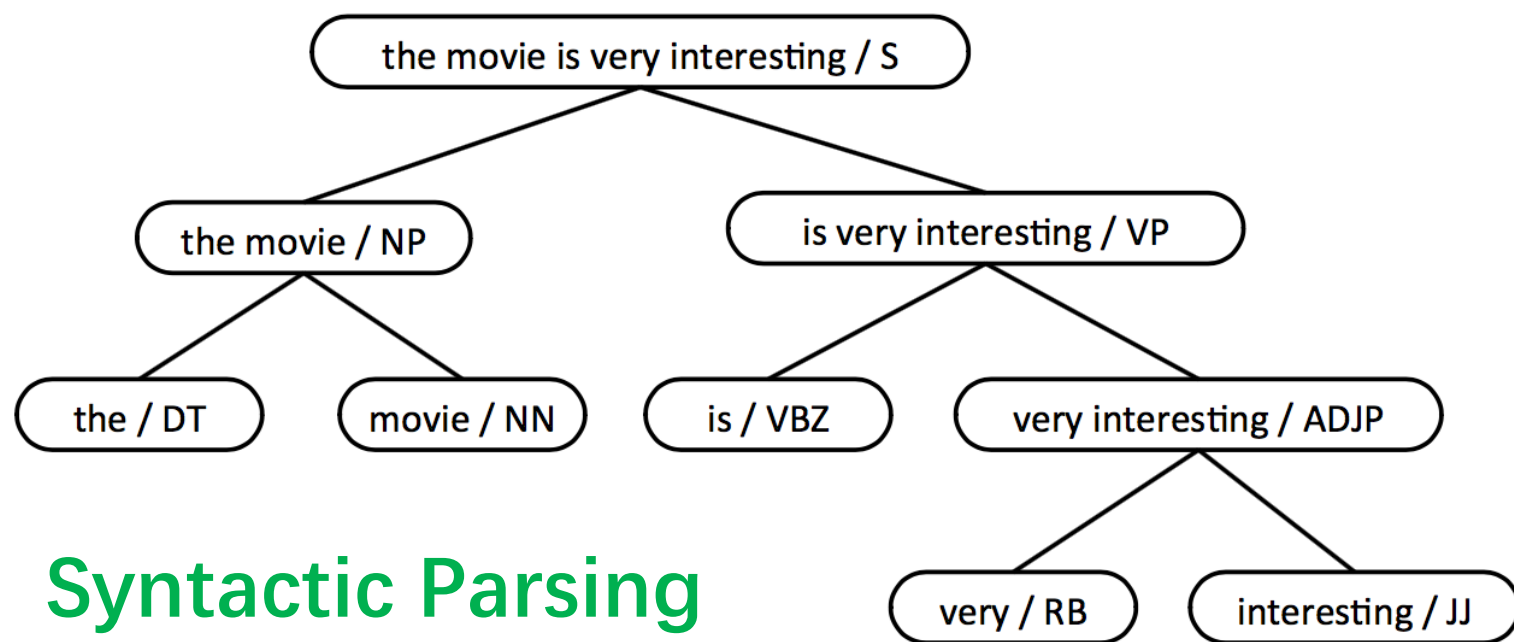 the movie is very interesting / S
the movie / NP
is very interesting / VP
the / DT
movie / NN
is / VBZ
very interesting / ADJP
Syntactic Parsing
very / RB
interesting / JJ